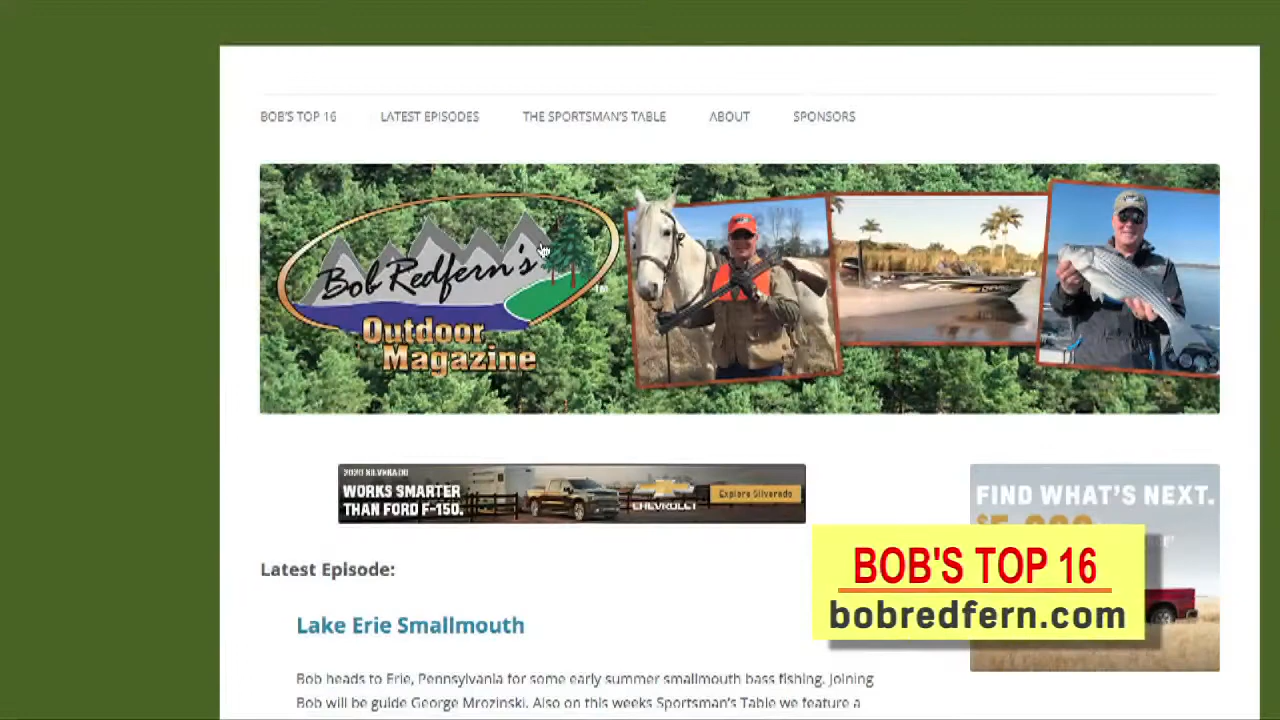 BOB'S TOP 16 LATEST EPISODES THE SPORTSMAN'S TABLE ABOUT SPONSORS
Bob Redfern's
TM
Outdoor
Magazine
2020 SILVERADO
WORKS SMARTER
THAN FORD F-150.
CHEVROLET
Explore Silverado
FIND WHAT'S NEXT.
BOB'S TOP 16
bobredfern.com
Latest Episode:
Lake Erie Smallmouth
Bob heads to Erie, Pennsylvania for some early summer smallmouth bass fishing. Joining
Bob will be guide George Mrozinski. Also on this weeks Sportsman's Table we feature a